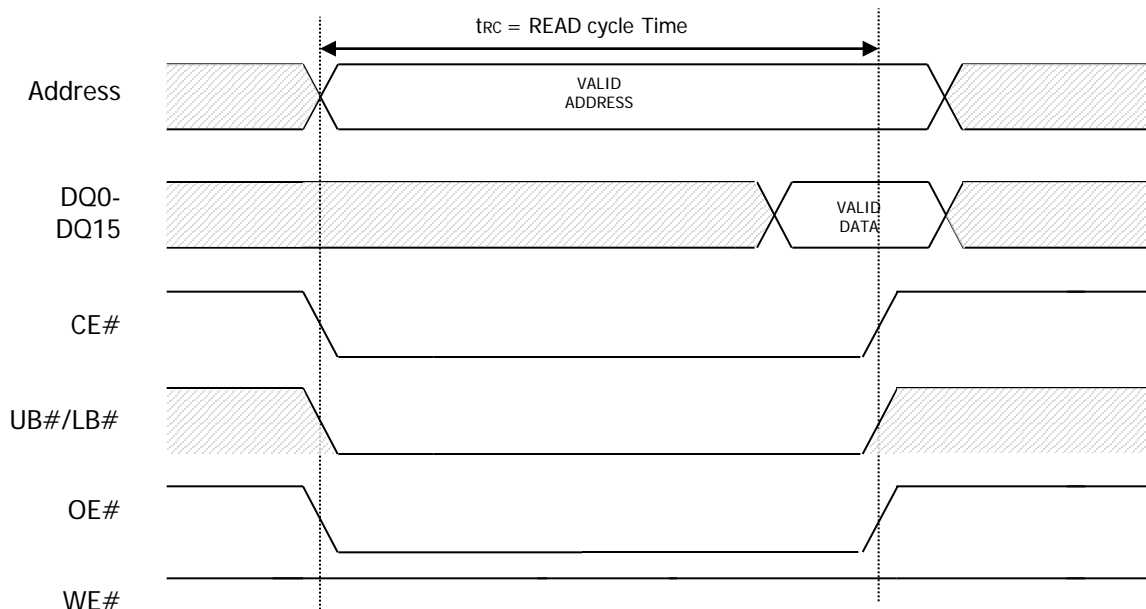 tRC = READ cycle Time
Address
VALID
ADDRESS
DQ0-
DQ15
VALID
DATA
CE#
UB#/LB#
OE#
WE#